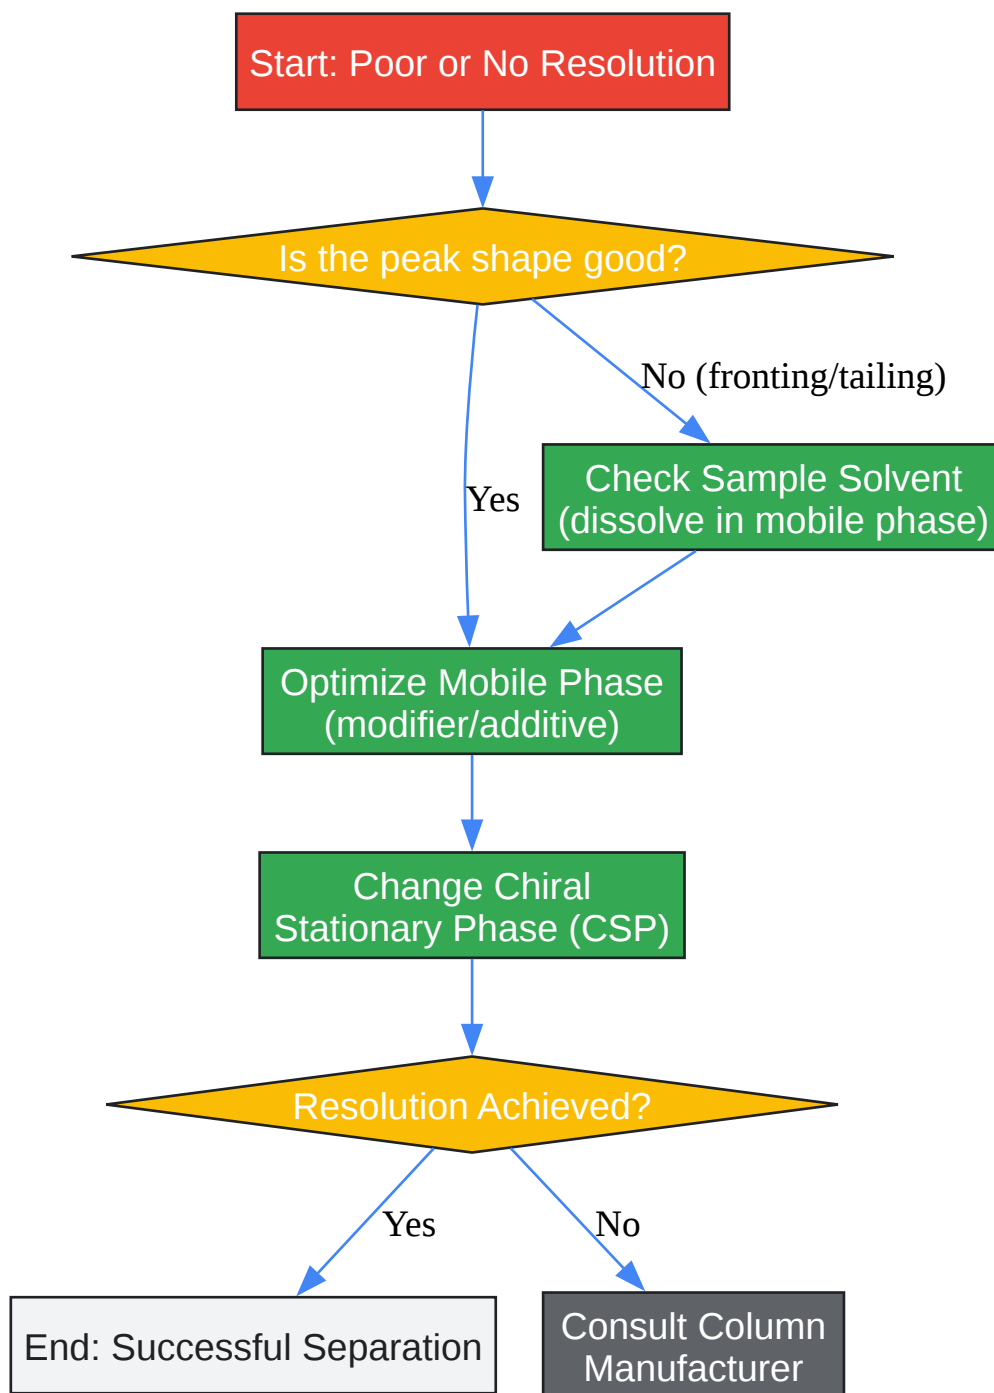 Start: Poor or No Resolution
Is the peak shape good?
No (fronting/tailing)
Check Sample Solvent
(dissolve in mobile phase)
Yes
Optimize Mobile Phase
(modifier/additive)
Change Chiral
Stationary Phase (CSP)
Resolution Achieved?
Yes
No
End: Successful Separation
Consult Column
Manufacturer